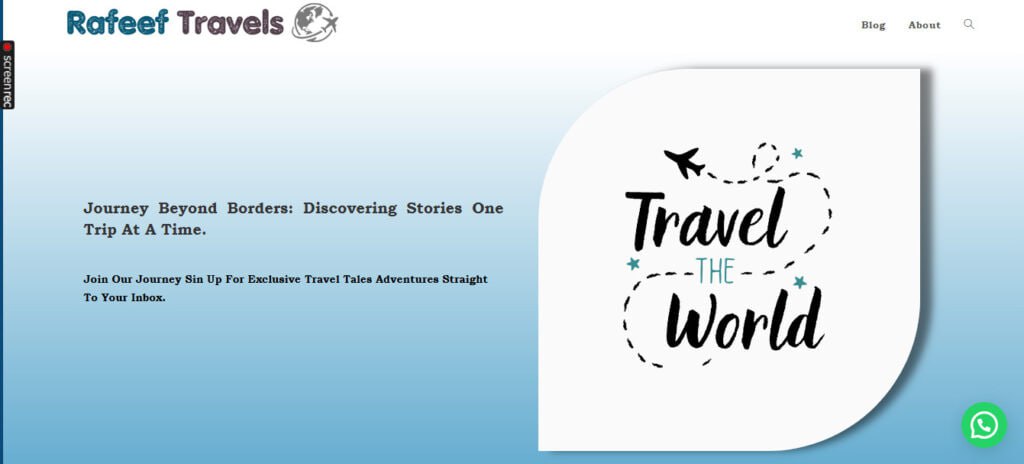 Rafeef Travels
Blog About
screenrec
Journey Beyond Borders: Discovering Stories One
Trip At A Time.
Join Our Journey Sin Up For Exclusive Travel Tales Adventures Straight
To Your Inbox.
Travel
THE
World